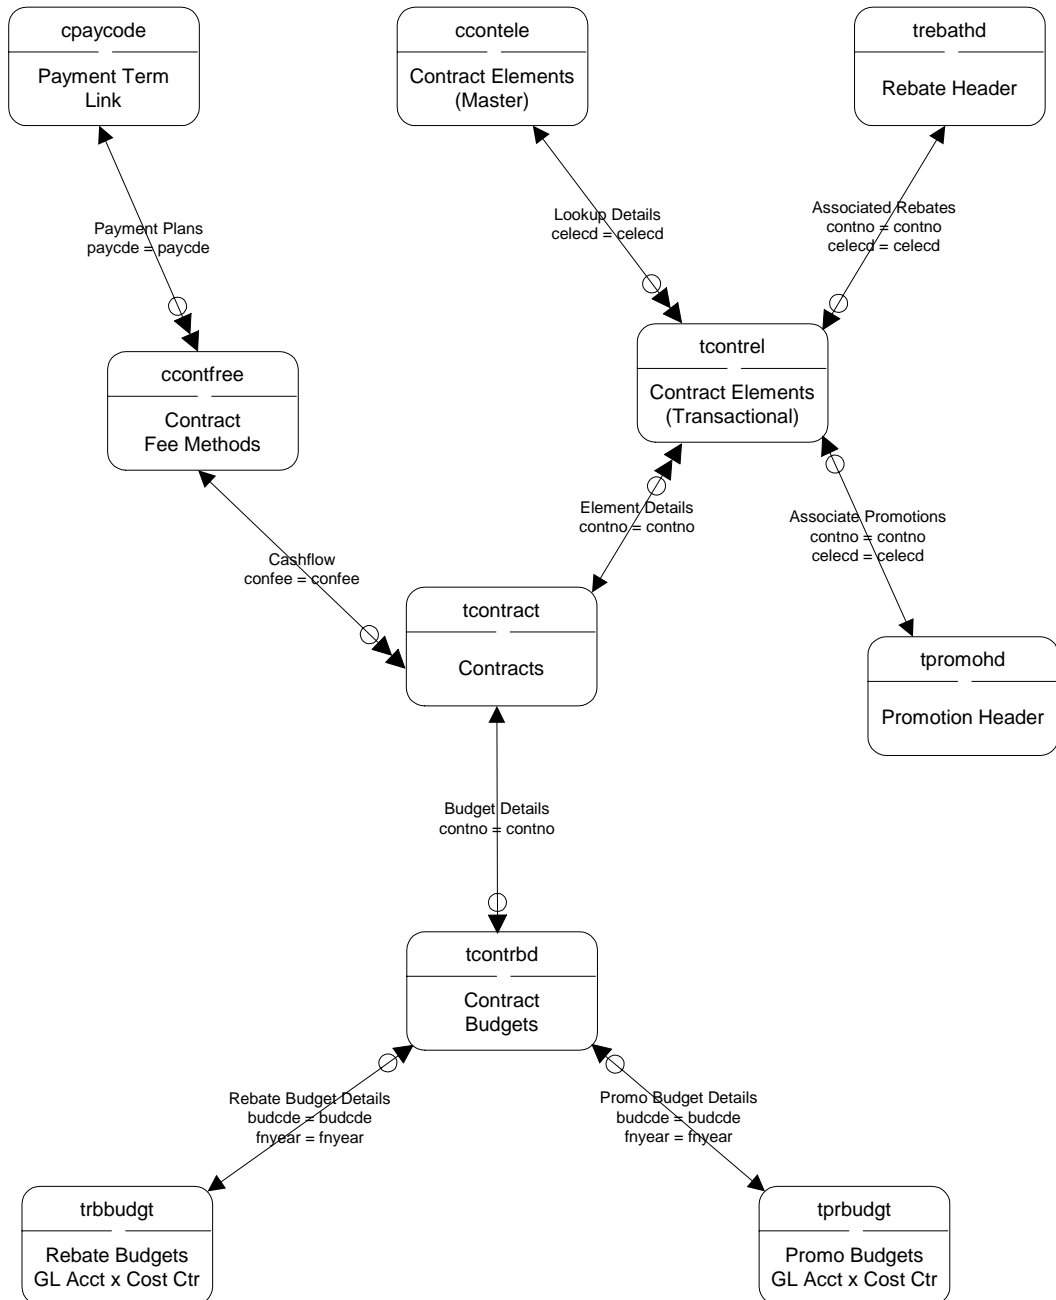 cpaycode
Payment Term
Link
ccontele
Contract Elements
(Master)
trebathd
Rebate Header
Payment Plans
paycde = paycde
Lookup Details
celecd = celecd
Associated Rebates
contno = contno
celecd = celecd
ccontfree
Contract
Fee Methods
tcontrel
Contract Elements
(Transactional)
Element Details
contno = contno
Associate Promotions
contno = contno
celecd = celecd
Cashflow
confee = confee
tcontract
Contracts
tpromohd
Promotion Header
Budget Details
contno = contno
tcontrbd
Contract
Budgets
Rebate Budget Details
budcde = budcde
fnyear = fnyear
Promo Budget Details
budcde = budcde
fnyear = fnyear
trbbudgt
Rebate Budgets
GL Acct x Cost Ctr
tprbudgt
Promo Budgets
GL Acct x Cost Ctr